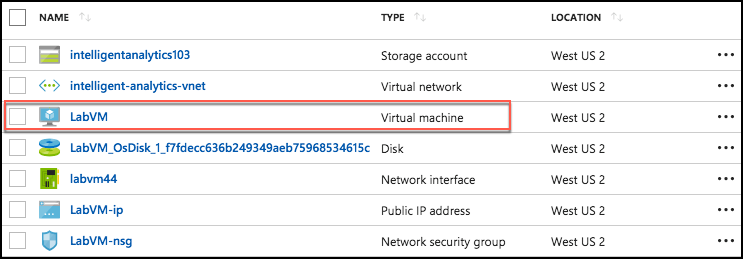 NAME TYPE LOCATION
intelligentanalytics103 Storage account West US 2
intelligent-analytics-vnet Virtual network West US 2
LabVM Virtual machine West US 2
LabVM_OsDisk_1_f7fdecc636b249349aeb75968534615c Disk West US 2
labvm44 Network interface West US 2
LabVM-ip Public IP address West US 2
LabVM-nsg Network security group West US 2